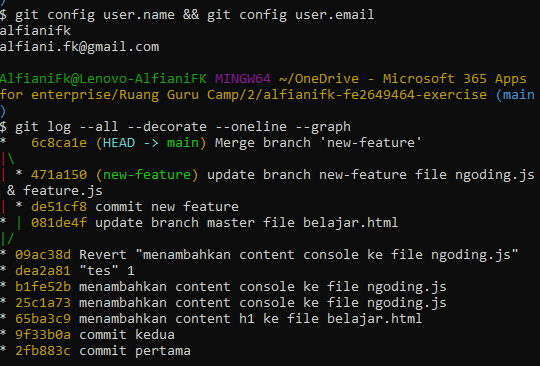 )
$ git config user.name && git config user.email
alfianifk
alfiani.fk@gmail.com
AlfianiFk@Lenovo-AlfianiFK MINGW64 ~/OneDrive - Microsoft 365 Apps
for enterprise/Ruang Guru Camp/2/alfianifk-fe2649464-exercise (main
)
$ git log --all --decorate --oneline --graph
*   6c8ca1e (HEAD -> main) Merge branch 'new-feature'
|\
| * 471a150 (new-feature) update branch new-feature file ngoding.js
 & feature.js
| * de51cf8 commit new feature
* | 081de4f update branch master file belajar.html
|/
* 09ac38d Revert "menambahkan content console ke file ngoding.js"
* dea2a81 "tes" 1
* b1fe52b menambahkan content console ke file ngoding.js
* 25c1a73 menambahkan content console ke file ngoding.js
* 65ba3c9 menambahkan content h1 ke file belajar.html
* 9f33b0a commit kedua
* 2fb883c commit pertama